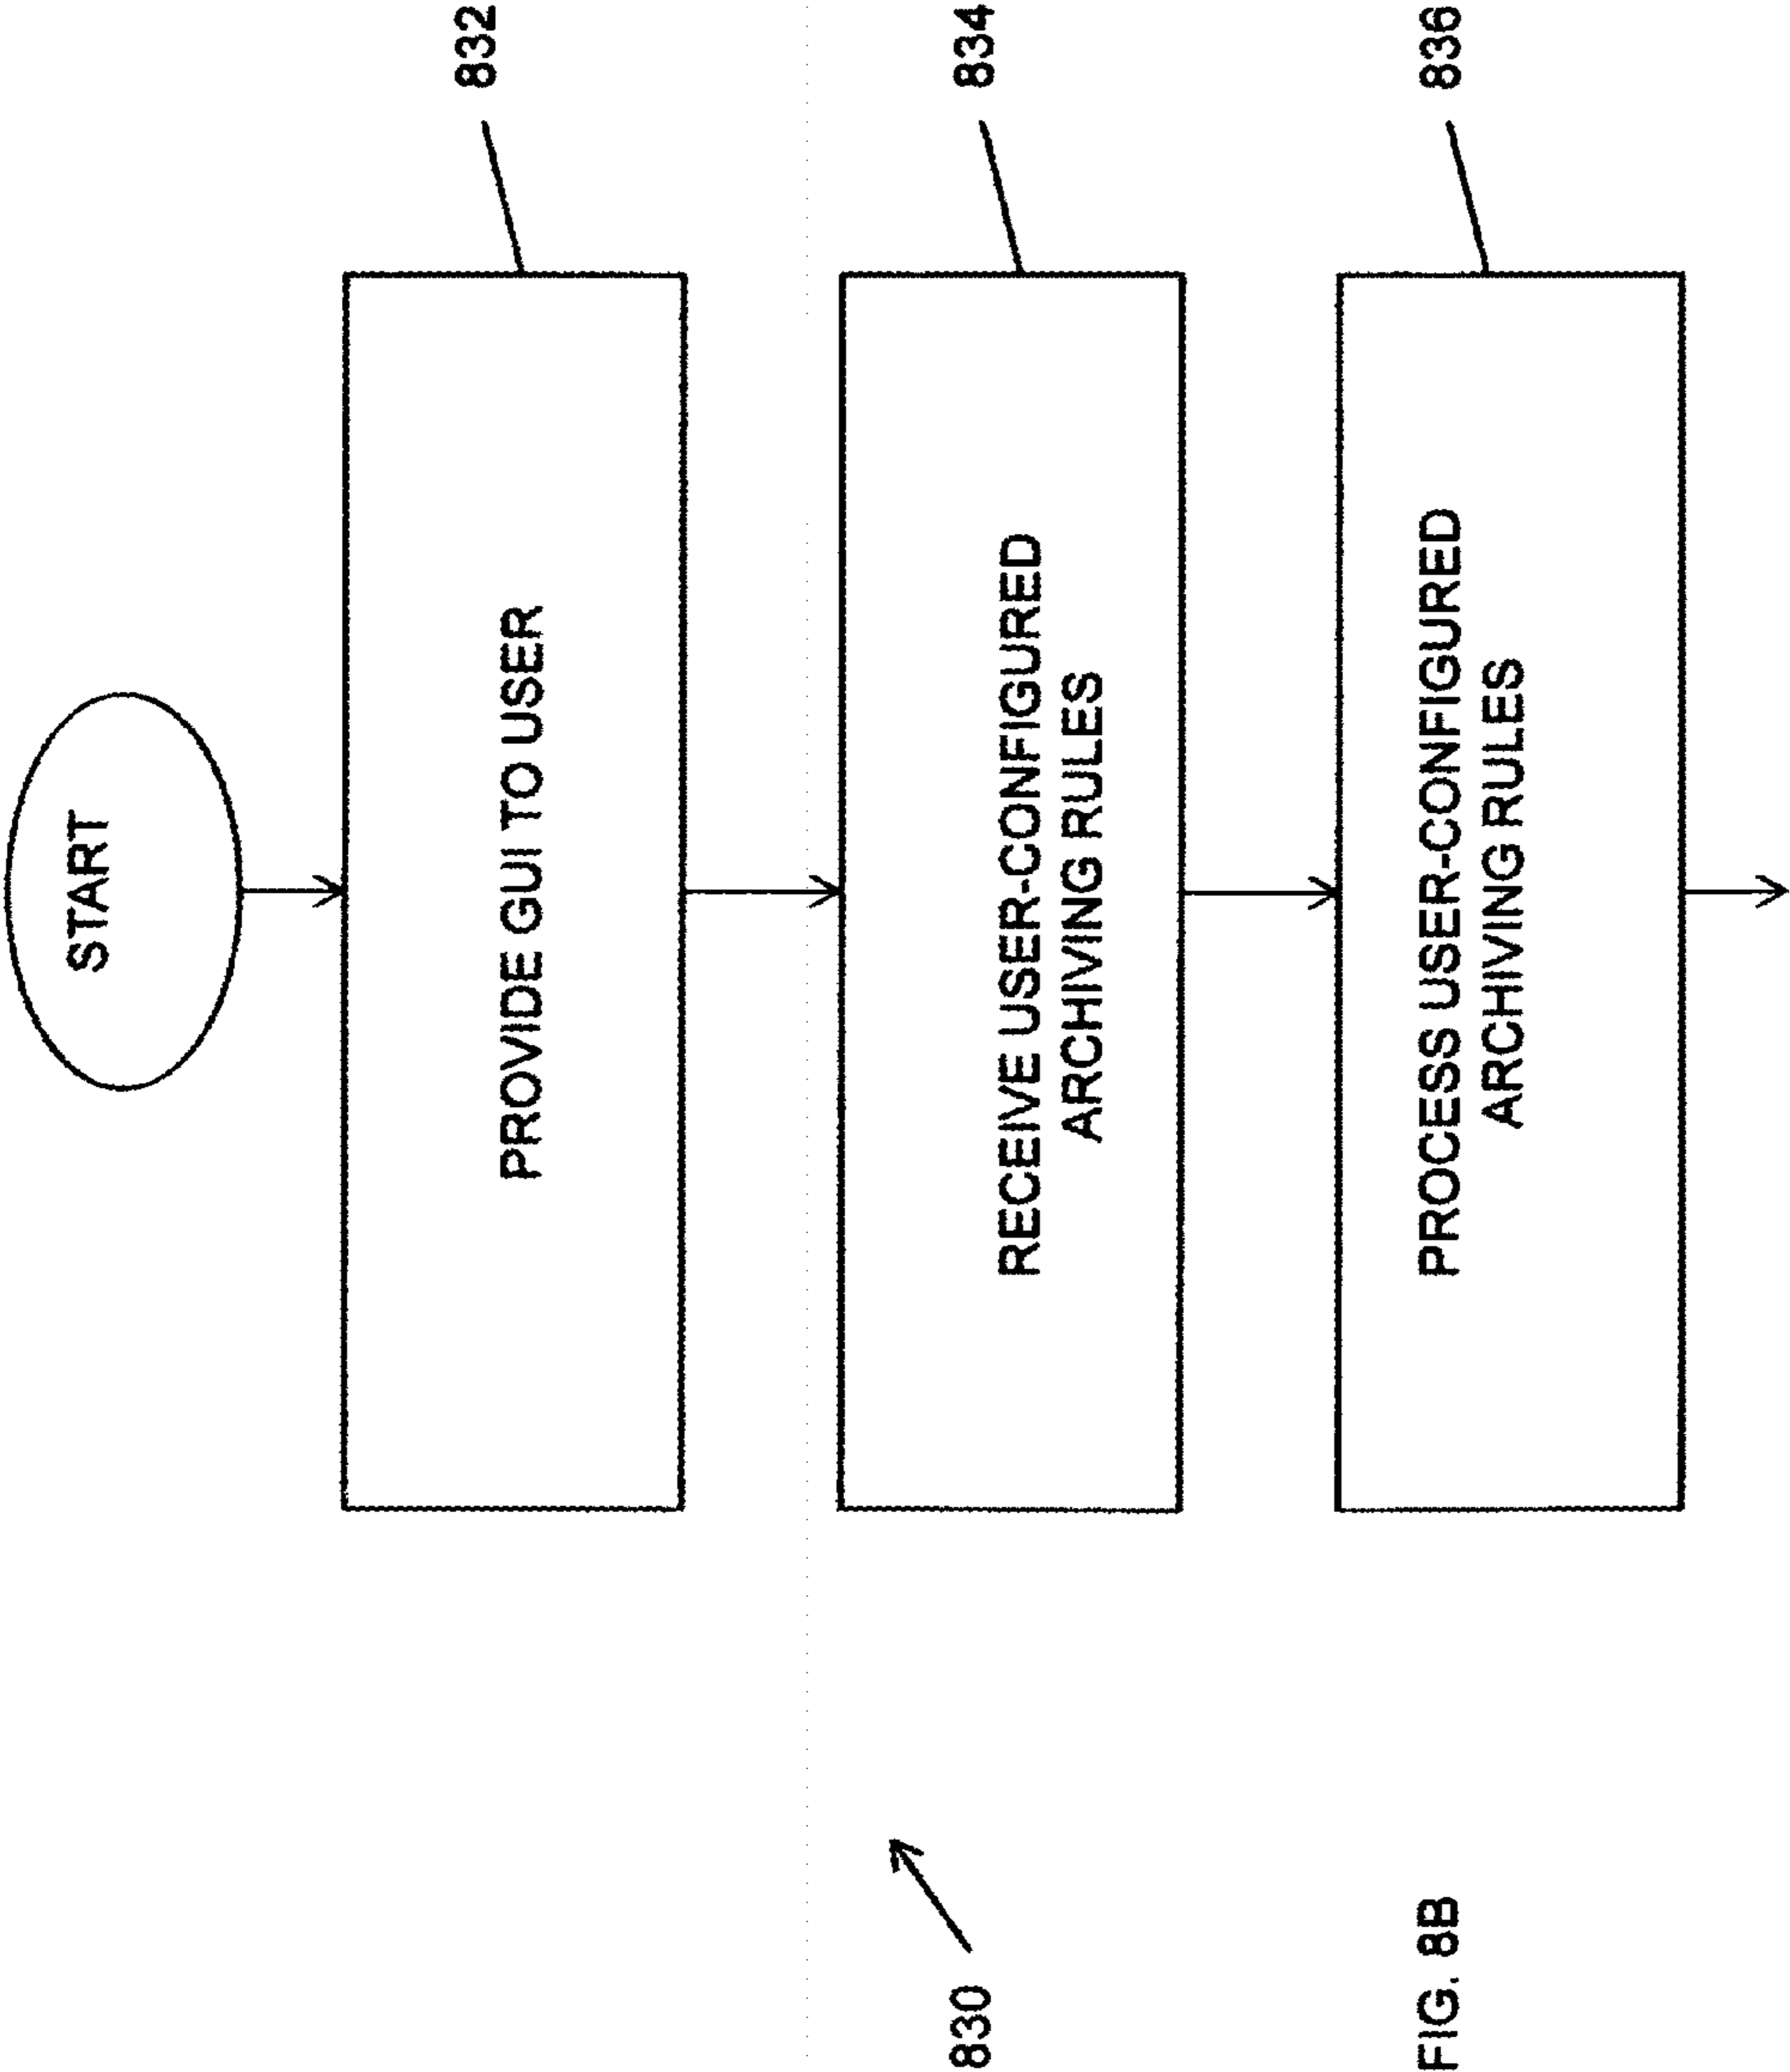 START
PROVIDE GUI TO USER
832
RECEIVE USER-CONFIGURED
ARCHIVING RULES
834
PROCESS USER-CONFIGURED
ARCHIVING RULES
836
830
FIG. 8B